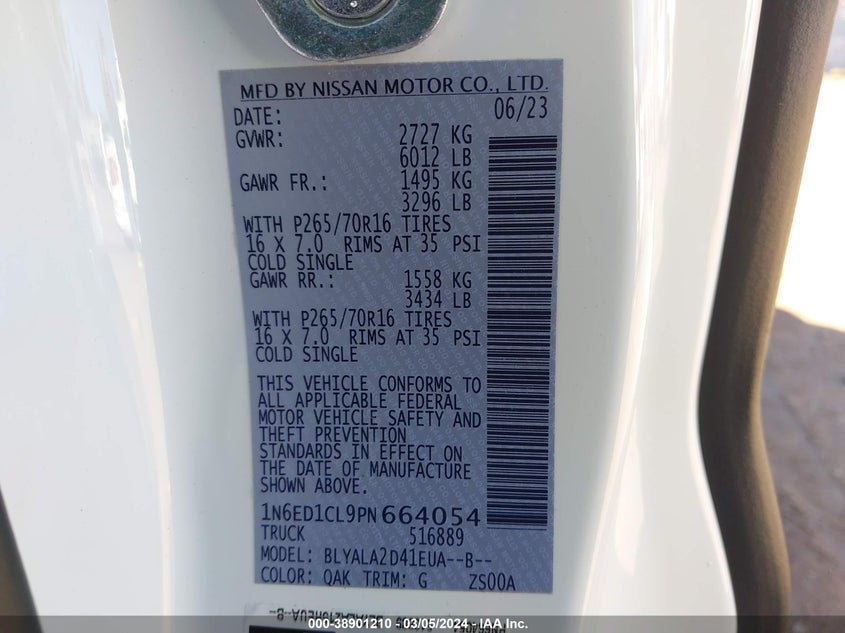 MFD BY NISSAN MOTOR CO., LTD.
DATE: 06/23
GVWR: 2727 KG
6012 LB
GAWR FR.: 1495 KG
3296 LB
WITH P265/70R16 TIRES
16 X 7.0 RIMS AT 35 PSI
COLD SINGLE
GAWR RR.: 1558 KG
3434 LB
WITH P265/70R16 TIRES
16 X 7.0 RIMS AT 35 PSI
COLD SINGLE
THIS VEHICLE CONFORMS TO
ALL APPLICABLE FEDERAL
MOTOR VEHICLE SAFETY AND
THEFT PREVENTION
STANDARDS IN EFFECT ON
THE DATE OF MANUFACTURE
SHOWN ABOVE.
1N6ED1CL9PN 664054
TRUCK 516889
MODEL: BLYALA2D41EUA--B--
COLOR: QAK TRIM: G ZS00A
000-38901210 - 03/05/2024 - IAA Inc.